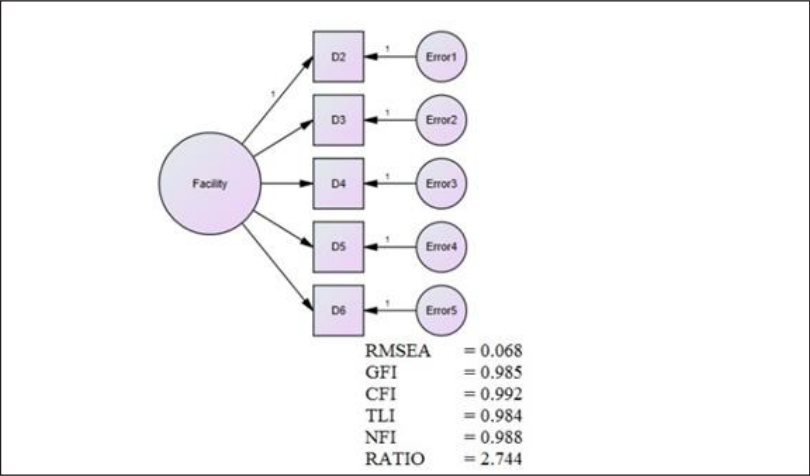 D2
1
Error1
1
D3
1
Error2
Facility
D4
1
Error3
D5
1
Error4
D6
1
Error5
RMSEA = 0.068
GFI = 0.985
CFI = 0.992
TLI = 0.984
NFI = 0.988
RATIO = 2.744